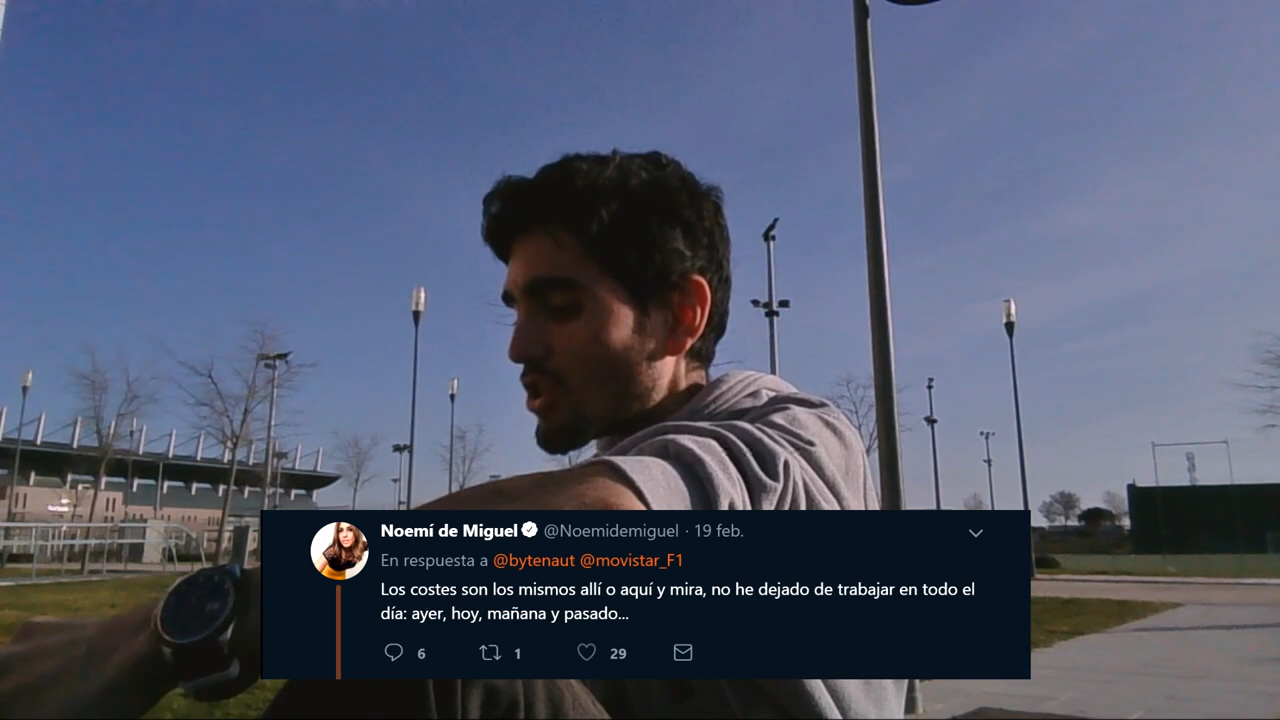 Noemí de Miguel @Noemidemiguel · 19 feb.
En respuesta a @bytenaut @movistar_F1
Los costes son los mismos allí o aquí y mira, no he dejado de trabajar en todo el
día: ayer, hoy, mañana y pasado...
6 1 29